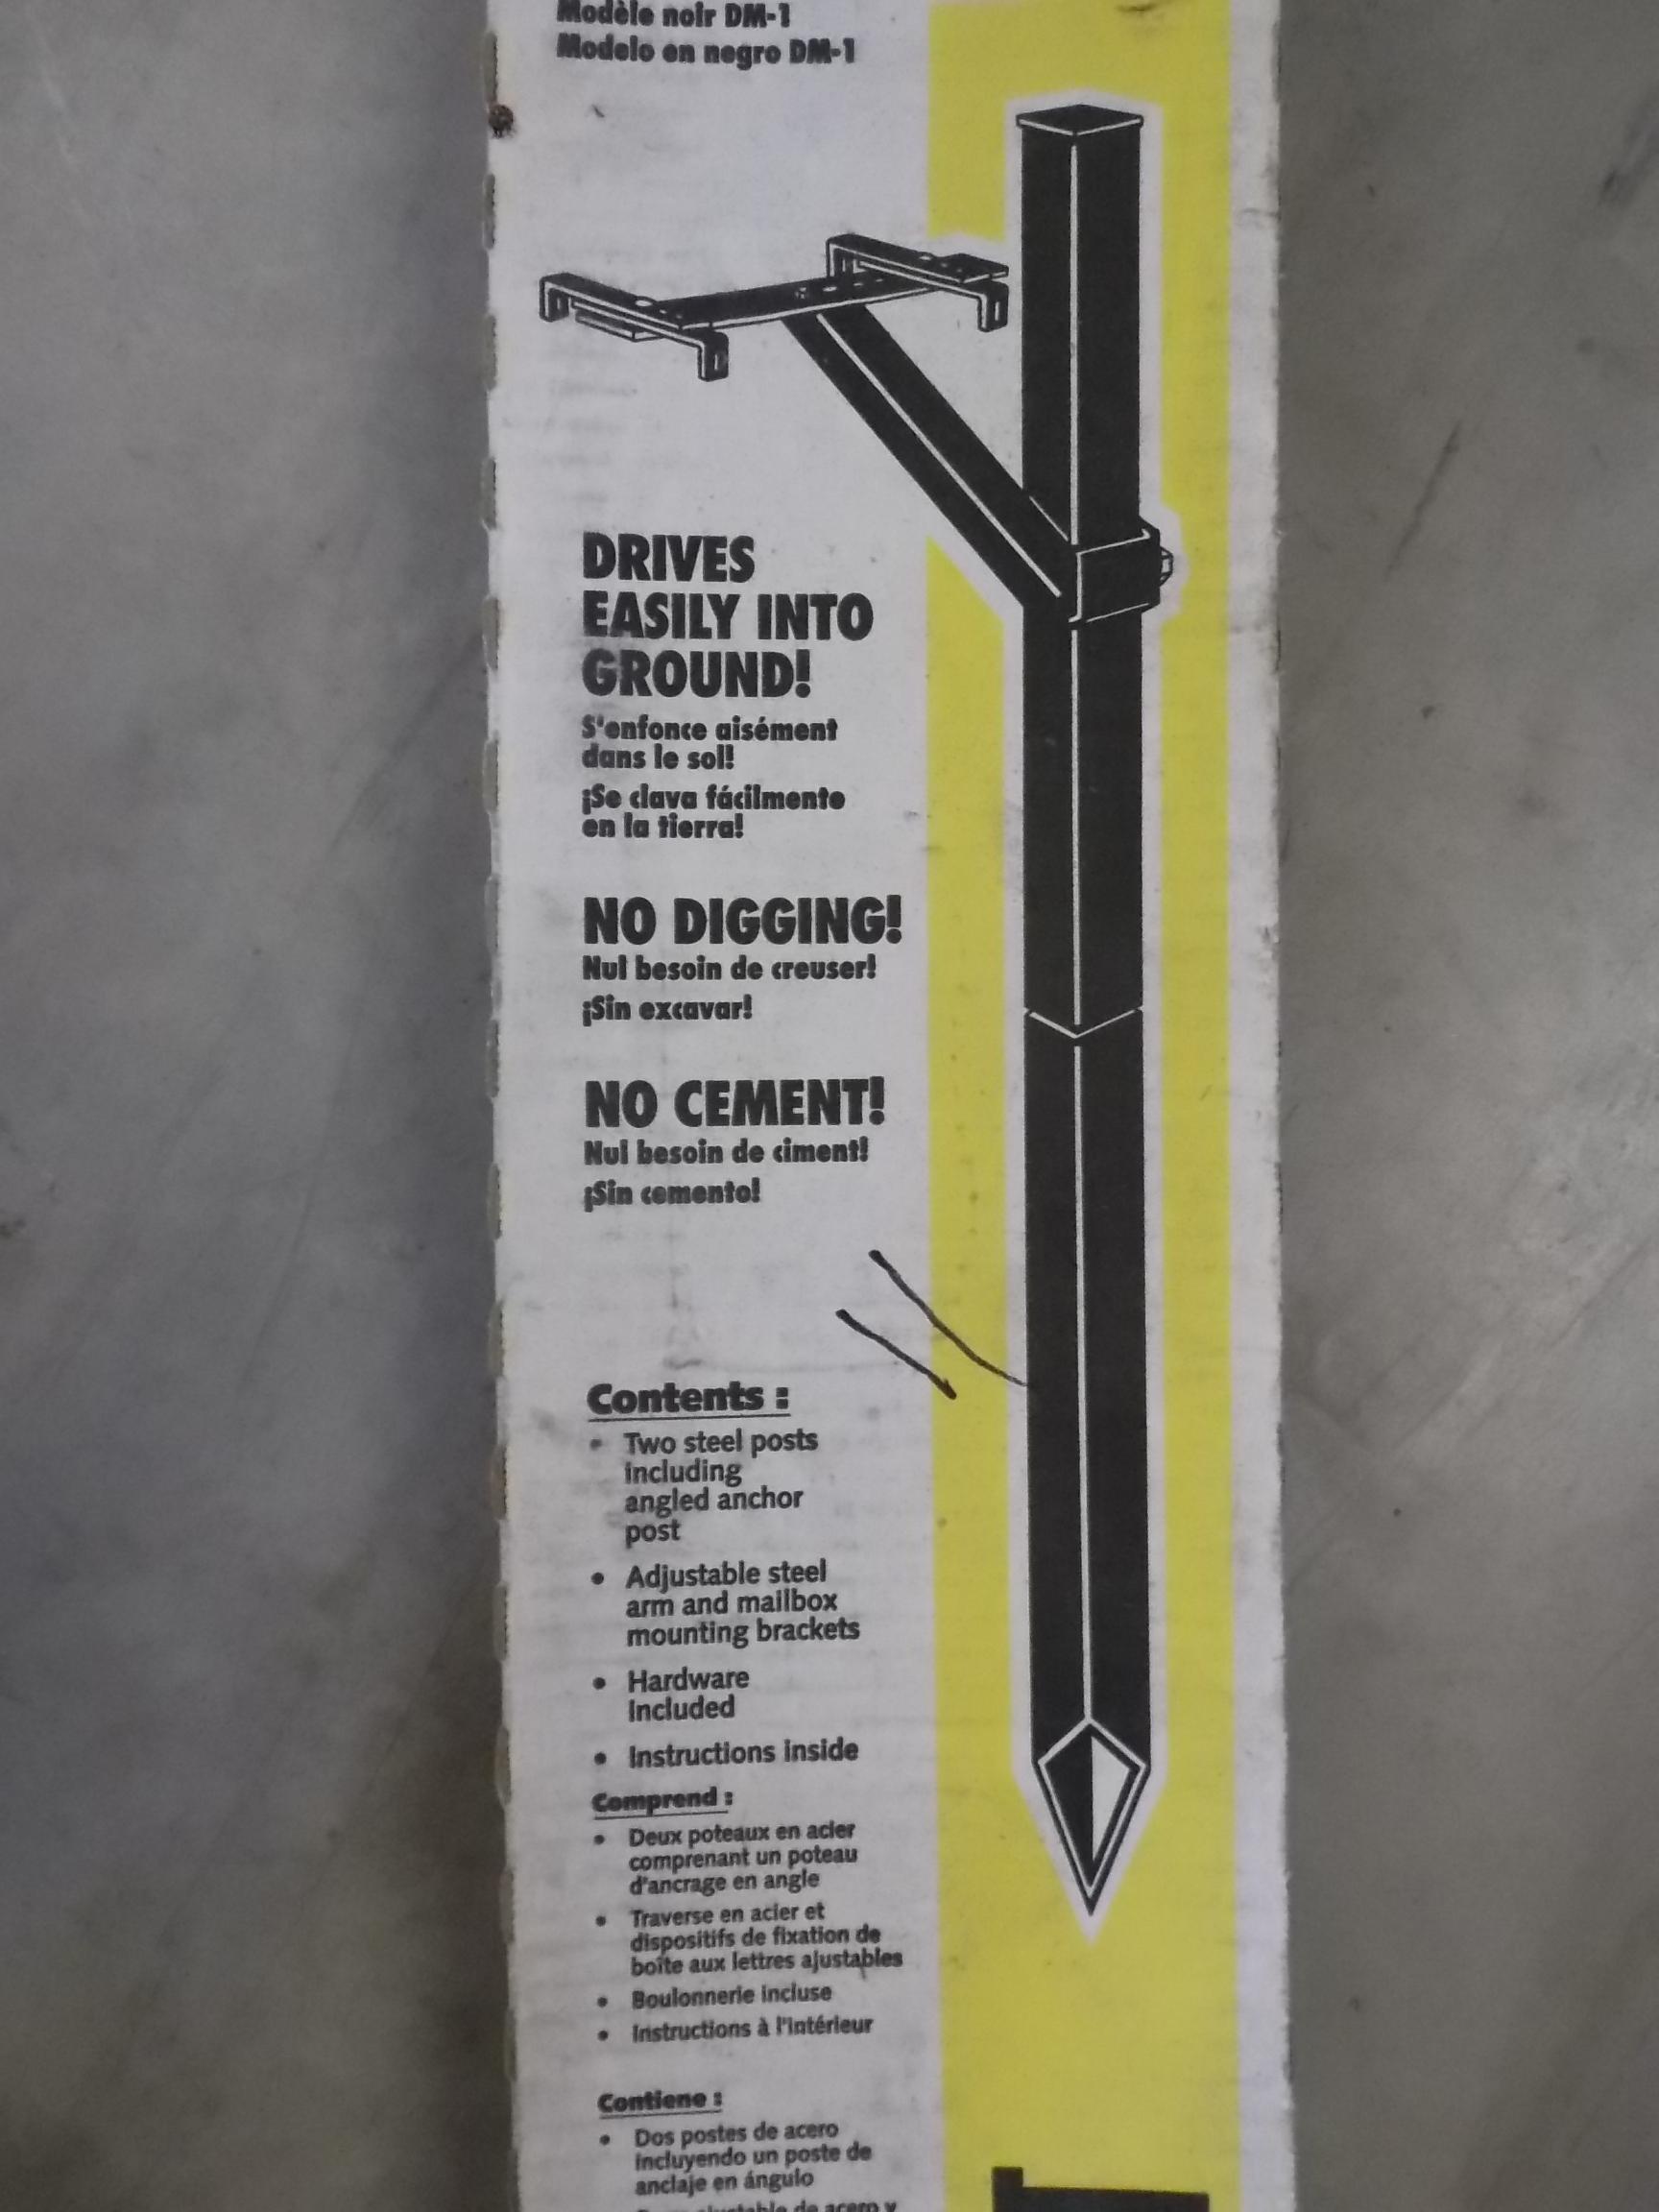 Modèle noir DM-1
Modelo en negro DM-1
DRIVES
EASILY INTO
GROUND!
S'enfonce aisément
dans le sol!
¡Se clava fácilmente
en la tierra!
NO DIGGING!
Nul besoin de creuser!
¡Sin excavar!
NO CEMENT!
Nul besoin de ciment!
¡Sin cemento!
Contents :
• Two steel posts
including
angled anchor
post
• Adjustable steel
arm and mailbox
mounting brackets
• Hardware
Included
• Instructions inside
Comprend :
• Deux poteaux en acier
comprenant un poteau
d'ancrage en angle
• Traverse en acier et
dispositifs de fixation de
boîte aux lettres ajustables
• Boulonnerie incluse
• Instructions à l'intérieur
Contiene :
• Dos postes de acero
incluyendo un poste de
anclaje en ángulo
de acero y